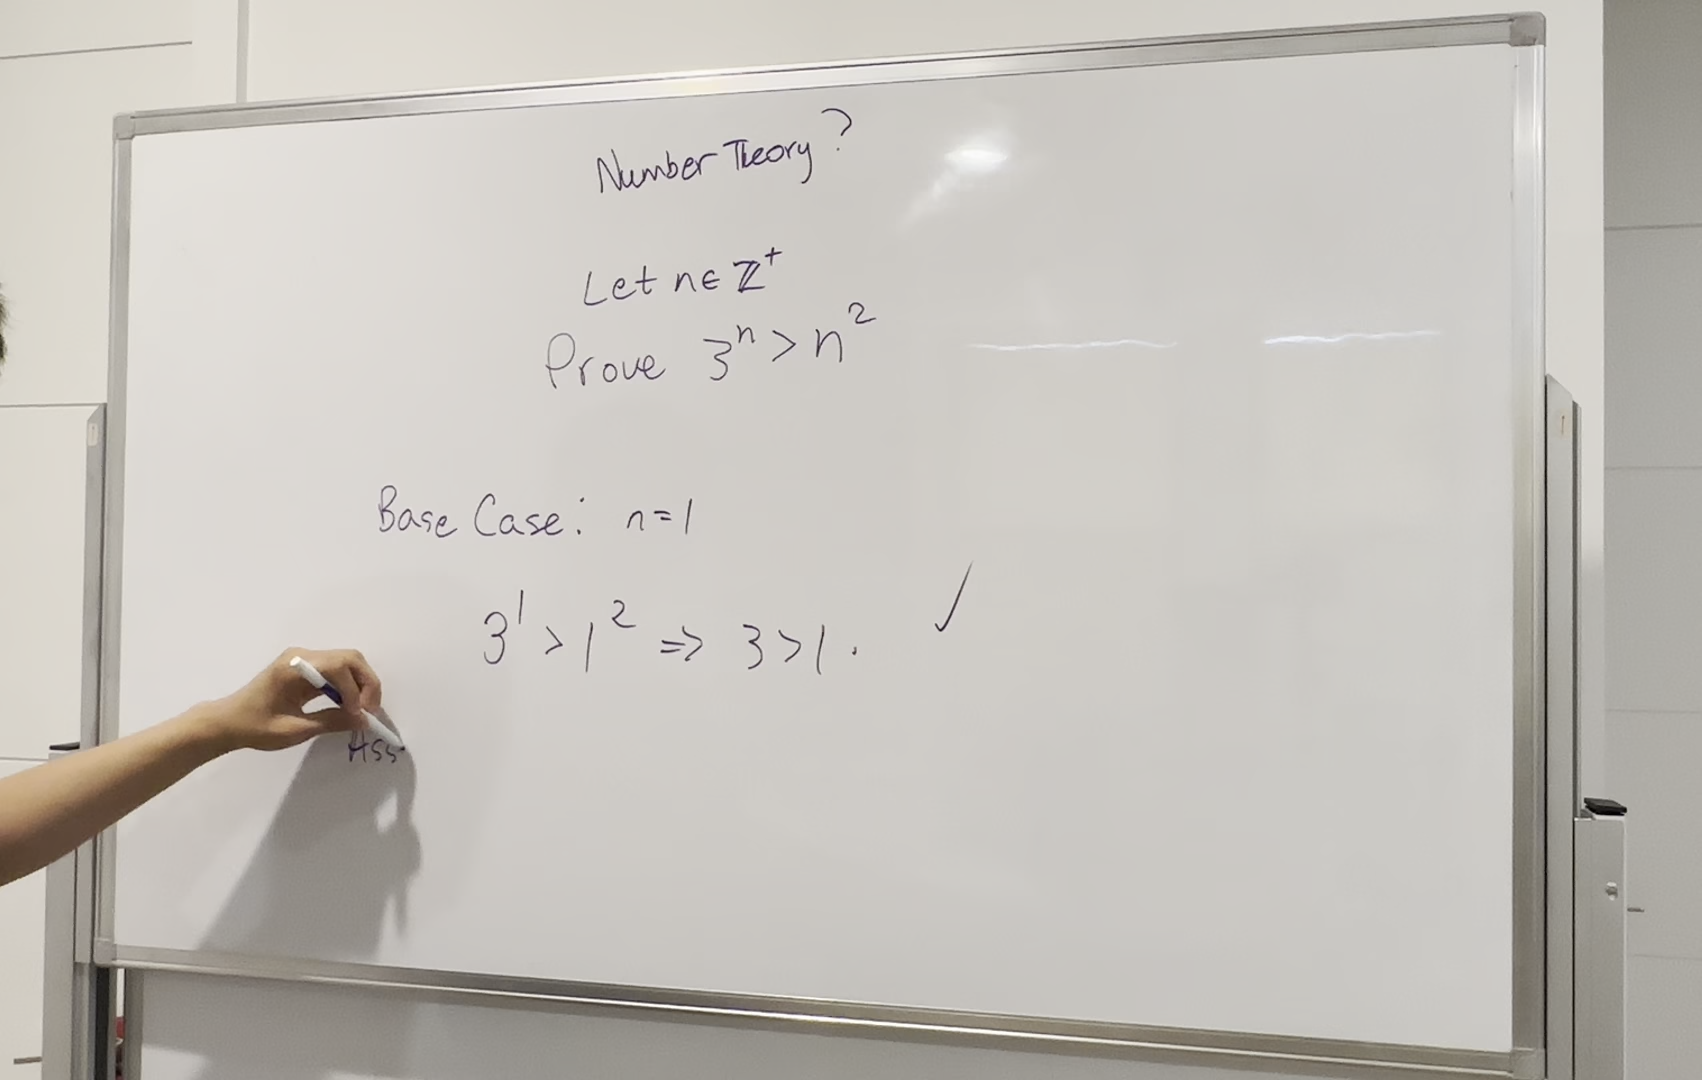 Number Theory?
Let n ∈ ℤ⁺
Prove 3ⁿ > n²
Base Case: n=1
3¹ > 1² ⇒ 3 > 1. ✓
Ass